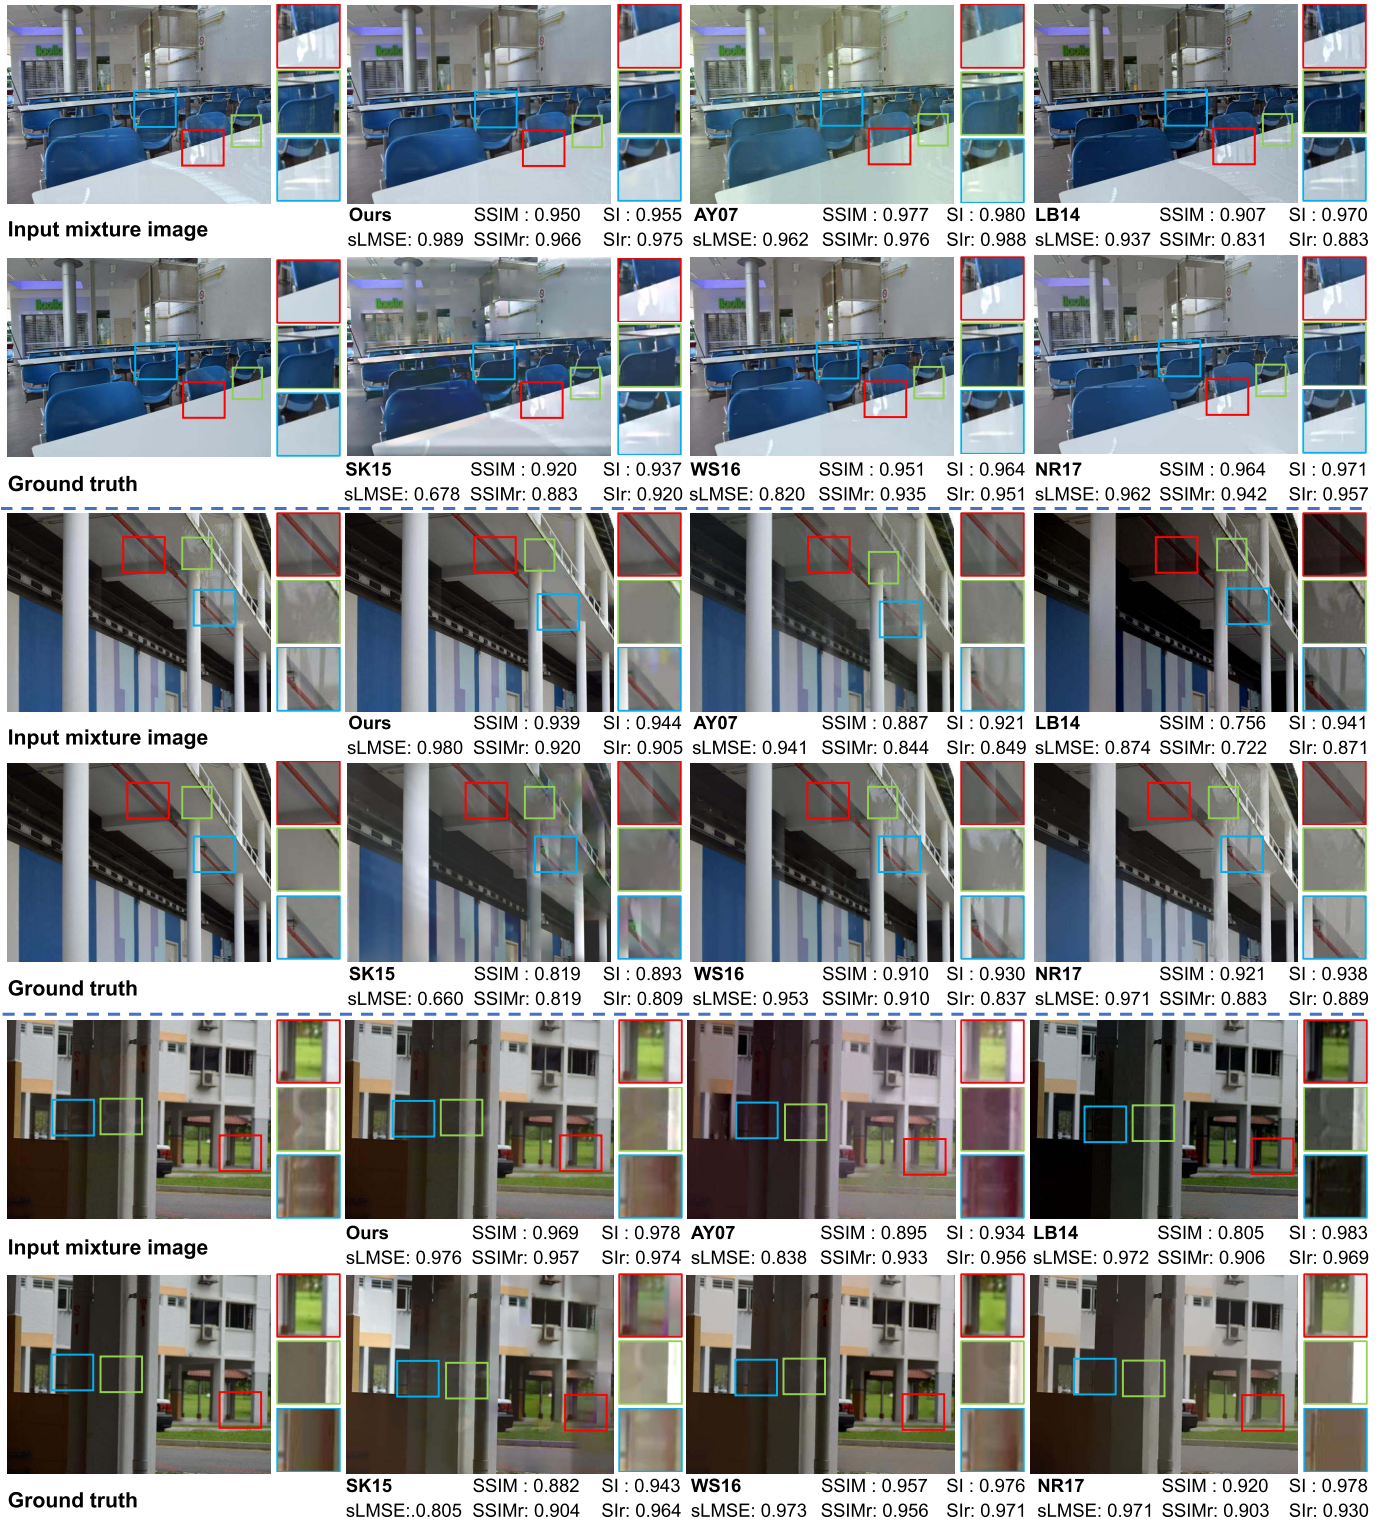 Ours SSIM : 0.950 SI : 0.955 AY07 SSIM : 0.977 SI : 0.980 LB14 SSIM : 0.907 SI : 0.970
Input mixture image sLMSE: 0.989 SSIMr: 0.966 SIr: 0.975 sLMSE: 0.962 SSIMr: 0.976 SIr: 0.988 sLMSE: 0.937 SSIMr: 0.831 SIr: 0.883
SK15 SSIM : 0.920 SI : 0.937 WS16 SSIM : 0.951 SI : 0.964 NR17 SSIM : 0.964 SI : 0.971
Ground truth sLMSE: 0.678 SSIMr: 0.883 SIr: 0.920 sLMSE: 0.820 SSIMr: 0.935 SIr: 0.951 sLMSE: 0.962 SSIMr: 0.942 SIr: 0.957
Ours SSIM : 0.939 SI : 0.944 AY07 SSIM : 0.887 SI : 0.921 LB14 SSIM : 0.756 SI : 0.941
Input mixture image sLMSE: 0.980 SSIMr: 0.920 SIr: 0.905 sLMSE: 0.941 SSIMr: 0.844 SIr: 0.849 sLMSE: 0.874 SSIMr: 0.722 SIr: 0.871
SK15 SSIM : 0.819 SI : 0.893 WS16 SSIM : 0.910 SI : 0.930 NR17 SSIM : 0.921 SI : 0.938
Ground truth sLMSE: 0.660 SSIMr: 0.819 SIr: 0.809 sLMSE: 0.953 SSIMr: 0.910 SIr: 0.837 sLMSE: 0.971 SSIMr: 0.883 SIr: 0.889
Ours SSIM : 0.969 SI : 0.978 AY07 SSIM : 0.895 SI : 0.934 LB14 SSIM : 0.805 SI : 0.983
Input mixture image sLMSE: 0.976 SSIMr: 0.957 SIr: 0.974 sLMSE: 0.838 SSIMr: 0.933 SIr: 0.956 sLMSE: 0.972 SSIMr: 0.906 SIr: 0.969
SK15 SSIM : 0.882 SI : 0.943 WS16 SSIM : 0.957 SI : 0.976 NR17 SSIM : 0.920 SI : 0.978
Ground truth sLMSE:..0.805 SSIMr: 0.904 SIr: 0.964 sLMSE: 0.973 SSIMr: 0.956 SIr: 0.971 sLMSE: 0.971 SSIMr: 0.903 SIr: 0.930